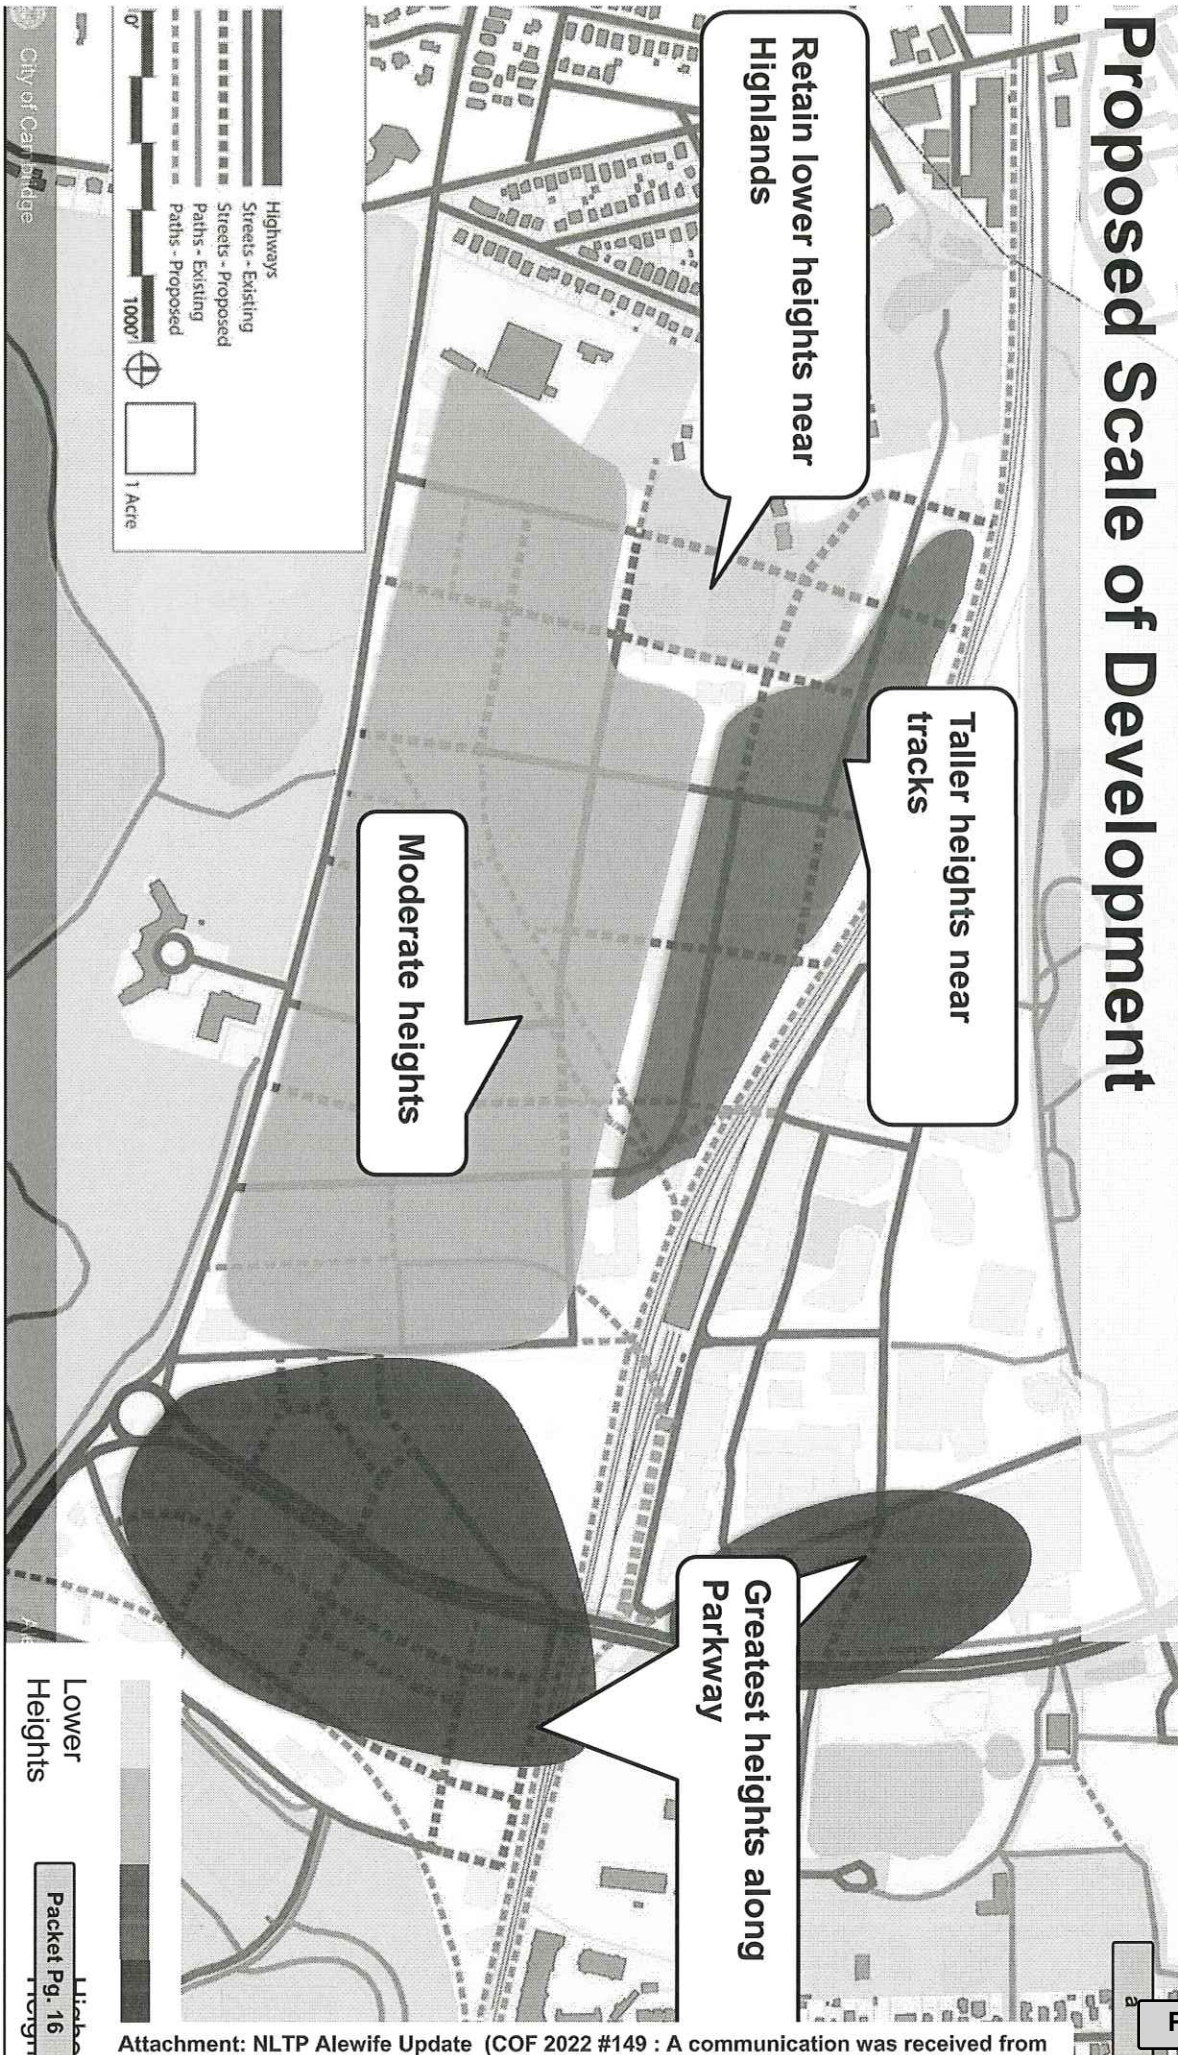 Proposed Scale of Development
Retain lower heights near
Highlands
Taller heights near
tracks
Moderate heights
Greatest heights along
Parkway
Highways
Streets - Existing
Streets - Proposed
Paths - Existing
Paths - Proposed
0'
1000'
1 Acre
City of Cambridge
Lower
Heights
Packet Pg. 16
a
Attachment: NLTP Alewife Update (COF 2022 #149 : A communication was received from